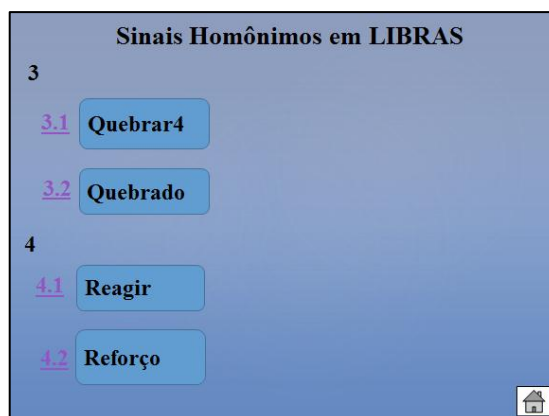 Sinais Homônimos em LIBRAS
3
3.1 Quebrar4
3.2 Quebrado
4
4.1 Reagir
4.2 Reforço